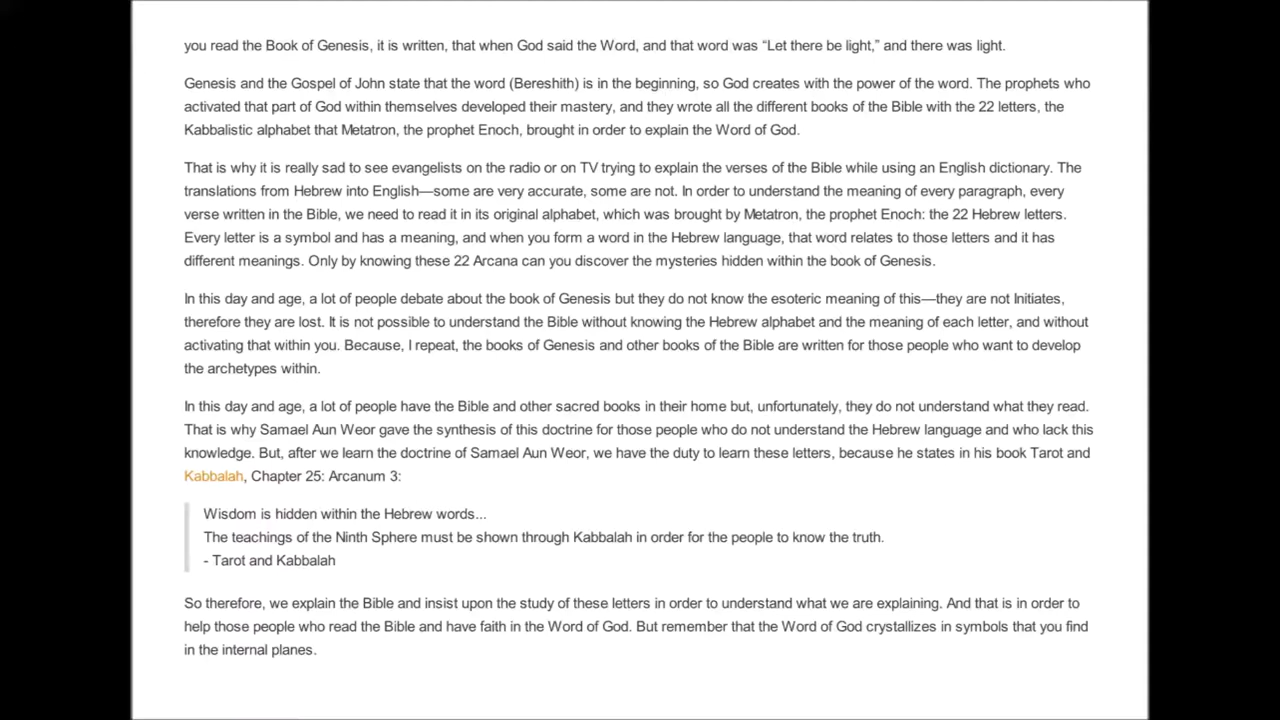 you read the Book of Genesis, it is written, that when God said the Word, and that word was “Let there be light,” and there was light.
Genesis and the Gospel of John state that the word (Bereshith) is in the beginning, so God creates with the power of the word. The prophets who
activated that part of God within themselves developed their mastery, and they wrote all the different books of the Bible with the 22 letters, the
Kabbalistic alphabet that Metatron, the prophet Enoch, brought in order to explain the Word of God.
That is why it is really sad to see evangelists on the radio or on TV trying to explain the verses of the Bible while using an English dictionary. The
translations from Hebrew into English—some are very accurate, some are not. In order to understand the meaning of every paragraph, every
verse written in the Bible, we need to read it in its original alphabet, which was brought by Metatron, the prophet Enoch: the 22 Hebrew letters.
Every letter is a symbol and has a meaning, and when you form a word in the Hebrew language, that word relates to those letters and it has
different meanings. Only by knowing these 22 Arcana can you discover the mysteries hidden within the book of Genesis.
In this day and age, a lot of people debate about the book of Genesis but they do not know the esoteric meaning of this—they are not Initiates,
therefore they are lost. It is not possible to understand the Bible without knowing the Hebrew alphabet and the meaning of each letter, and without
activating that within you. Because, I repeat, the books of Genesis and other books of the Bible are written for those people who want to develop
the archetypes within.
In this day and age, a lot of people have the Bible and other sacred books in their home but, unfortunately, they do not understand what they read.
That is why Samael Aun Weor gave the synthesis of this doctrine for those people who do not understand the Hebrew language and who lack this
knowledge. But, after we learn the doctrine of Samael Aun Weor, we have the duty to learn these letters, because he states in his book Tarot and
Kabbalah, Chapter 25: Arcanum 3:
Wisdom is hidden within the Hebrew words...
The teachings of the Ninth Sphere must be shown through Kabbalah in order for the people to know the truth.
- Tarot and Kabbalah
So therefore, we explain the Bible and insist upon the study of these letters in order to understand what we are explaining. And that is in order to
help those people who read the Bible and have faith in the Word of God. But remember that the Word of God crystallizes in symbols that you find
in the internal planes.